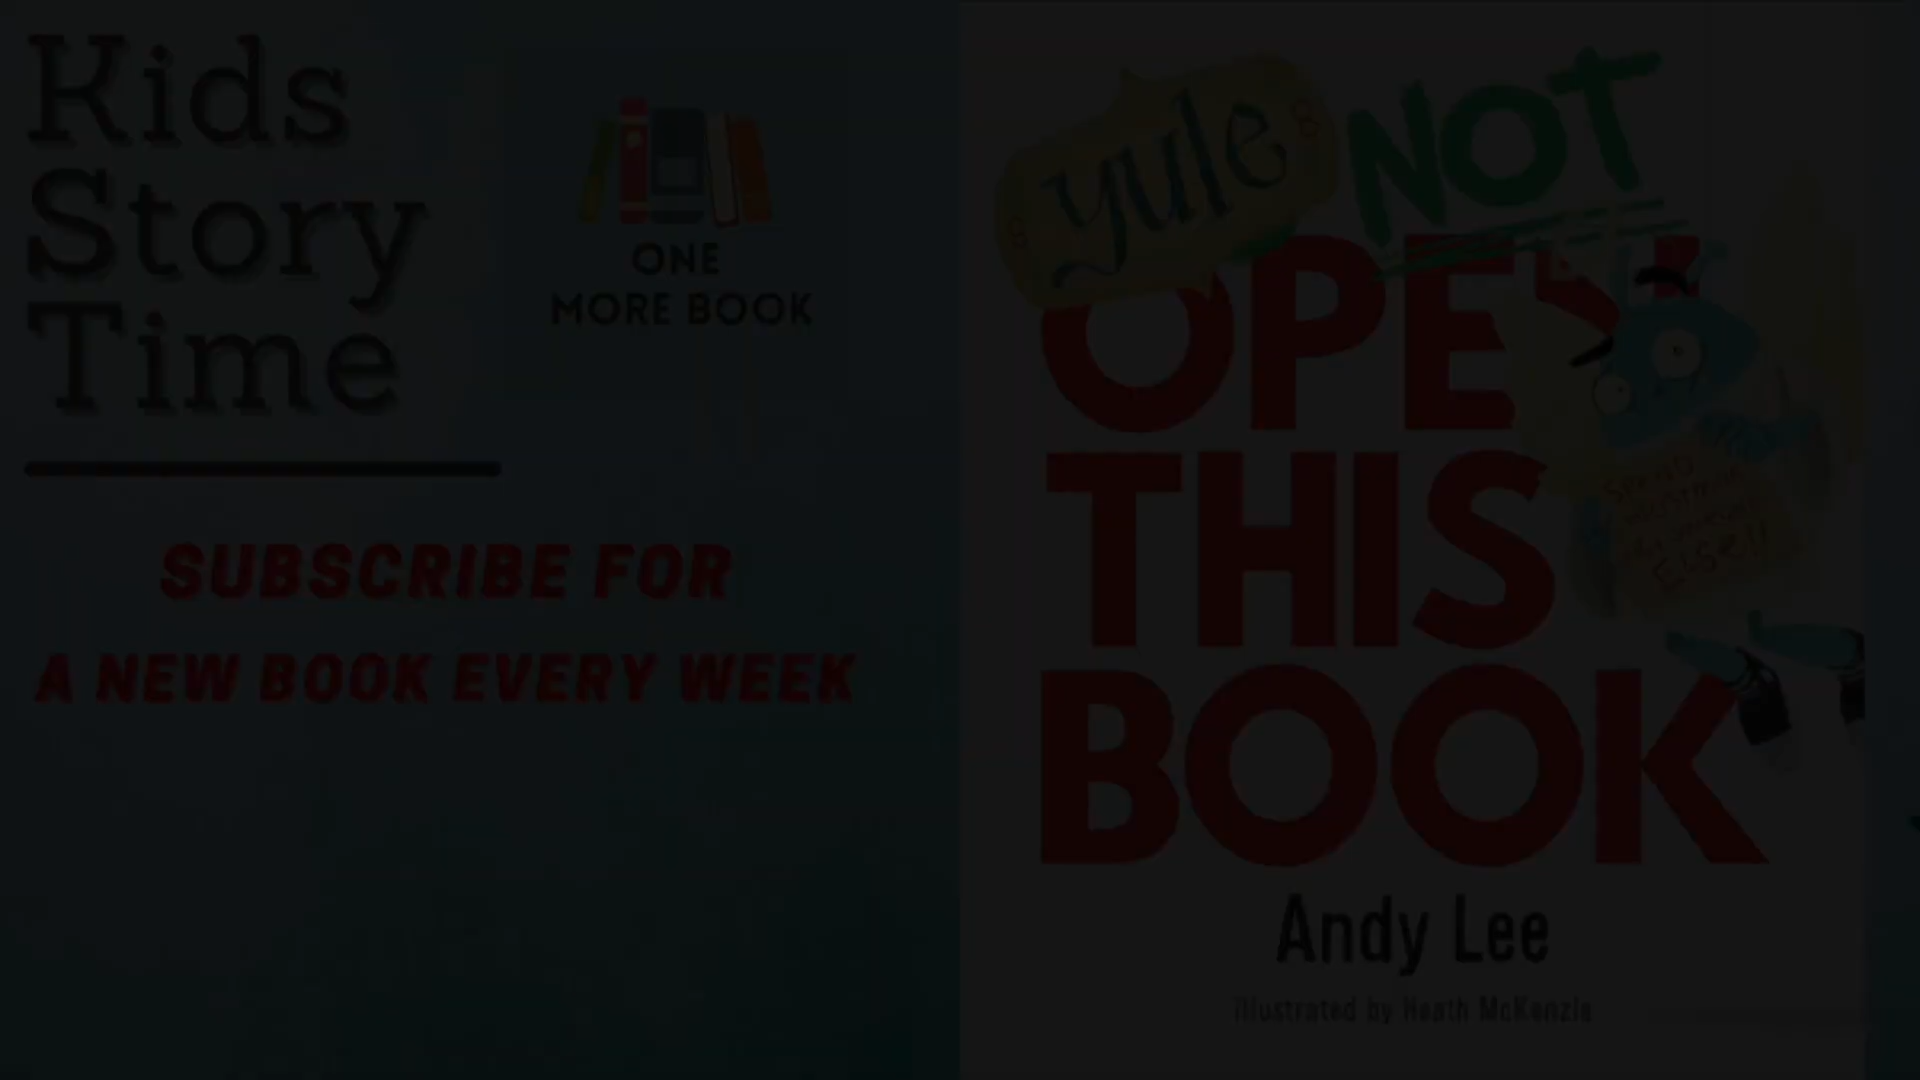 Kids
Story
Time
ONE
MORE BOOK
SUBSCRIBE FOR
A NEW BOOK EVERY WEEK
yule NOT
OPEN
THIS
BOOK
ELSE!!
Andy Lee
illustrated by Heath McKenzie